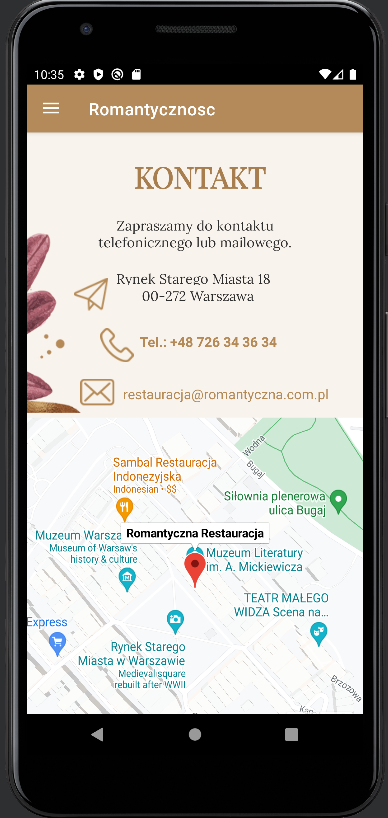 10:35
Romantycznosc
KONTAKT
Zapraszamy do kontaktu
telefonicznego lub mailowego.
Rynek Starego Miasta 18
00-272 Warszawa
Tel.: +48 726 34 36 34
restauracja@romantyczna.com.pl
Wodna
Bugaj
Sambal Restauracja
Indonezyjska
Indonesian • $$
Siłownia plenerowa
ulica Bugaj
Muzeum Warsza
Museum of Warsaw's
history & culture
Romantyczna Restauracja
Muzeum Literatury
im. A. Mickiewicza
TEATR MAŁEGO
WIDZA Scena na...
Express
Rynek Starego
Miasta w Warszawie
Medieval square
rebuilt after WWII
Brzozowa